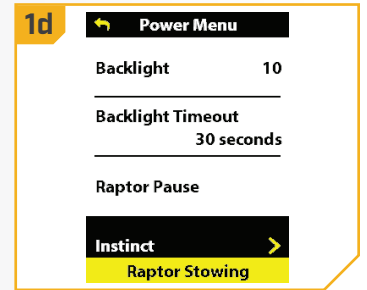 1d
Power Menu
Backlight 10
Backlight Timeout
30 seconds
Raptor Pause
Instinct
Raptor Stowing